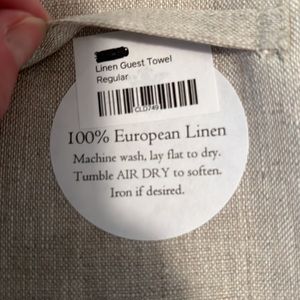 Linen Guest Towel
Regular
CLD749
100% European Linen
Machine wash, lay flat to dry.
Tumble AIR DRY to soften.
Iron if desired.